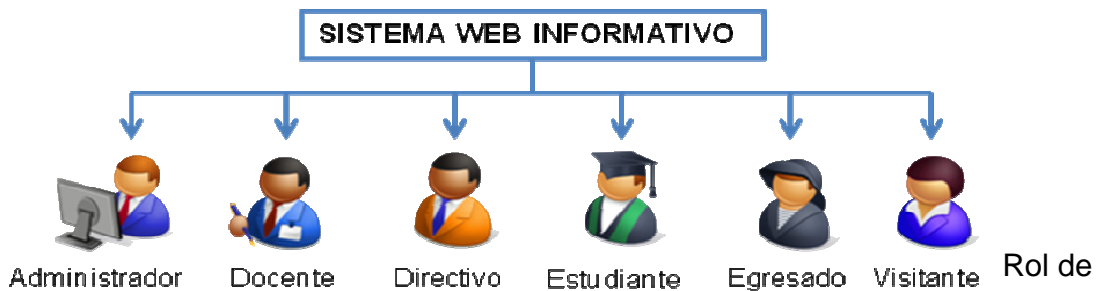 SISTEMA WEB INFORMATIVO
Administrador Docente Directivo Estudiante Egresado Visitante Rol de